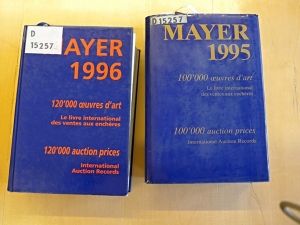 D
15257
AYER
1996
120'000 œuvres d'art
Le livre international
des ventes aux enchères
120'000 auction prices
International
Auction Records
D 15257
MAYER
1995
100'000 œuvres d'art
Le livre international
des ventes aux enchères
100'000 auction prices
International Auction Records